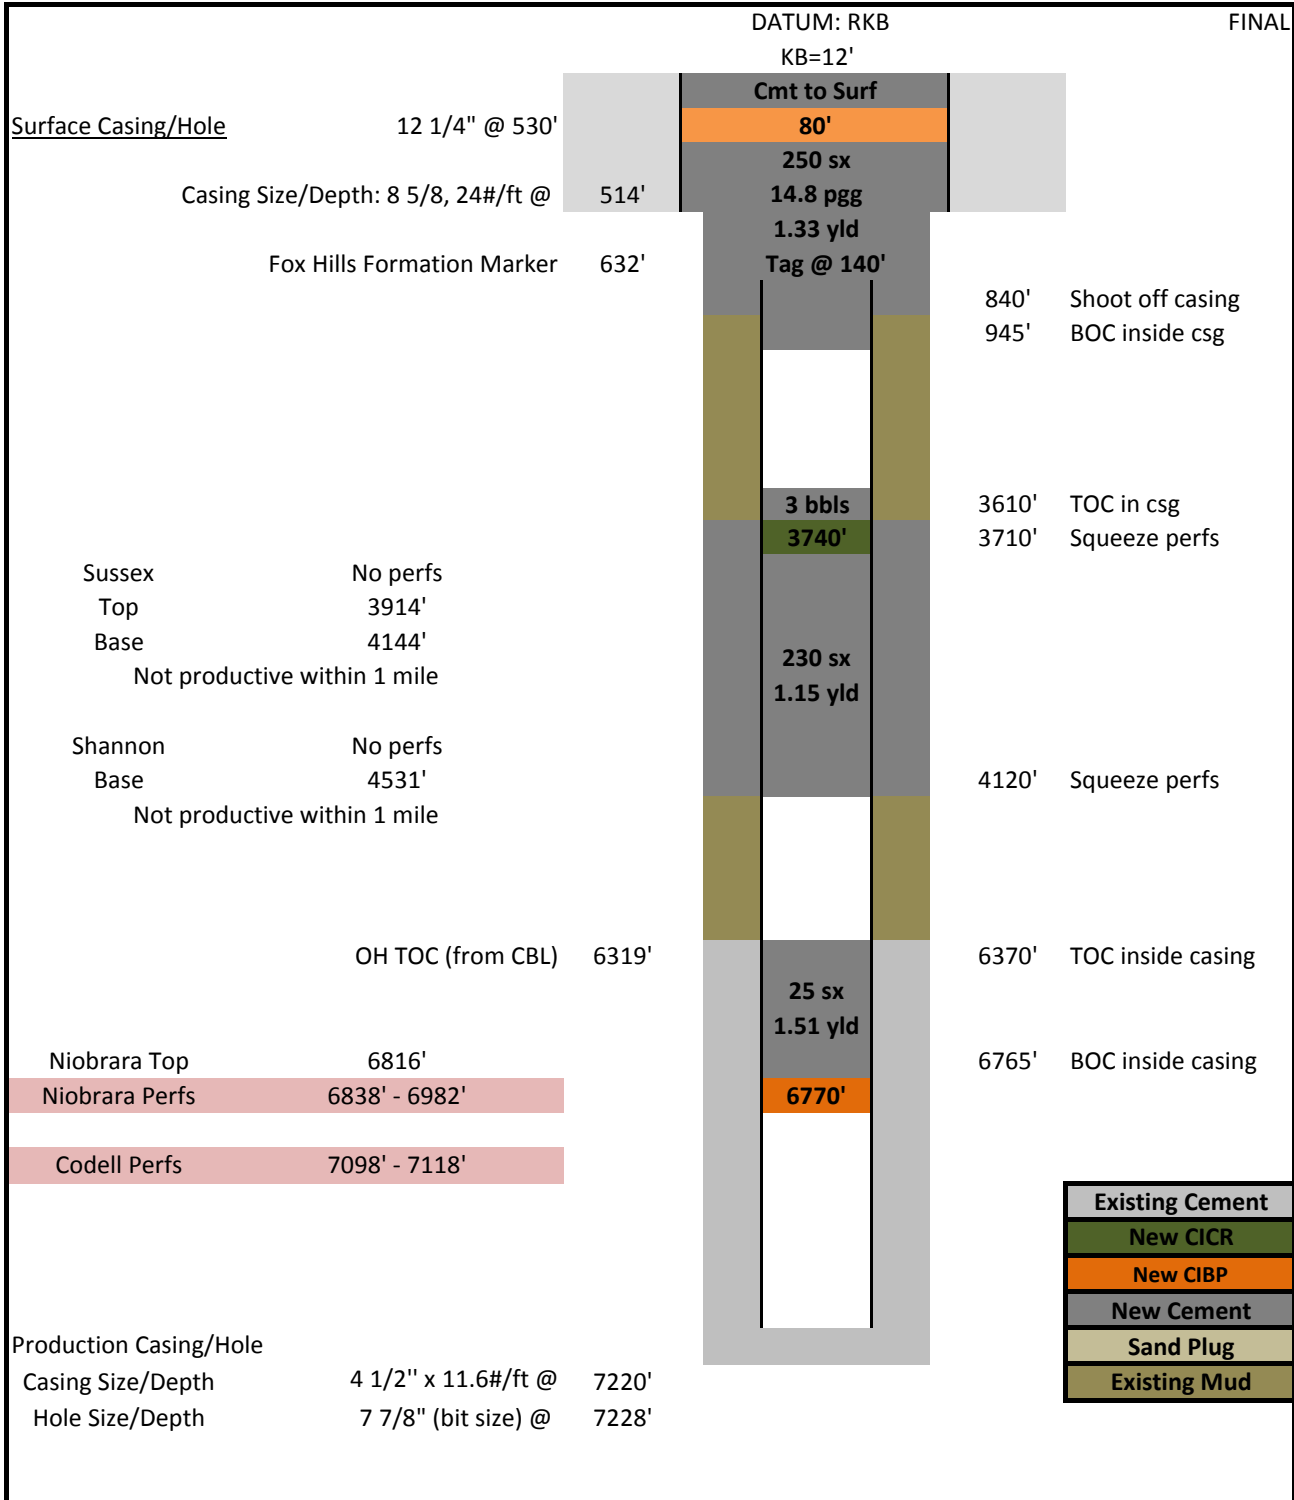 DATUM: RKB FINAL
KB=12'
Cmt to Surf
Surface Casing/Hole 12 1/4" @ 530' 80'
250 sx
Casing Size/Depth: 8 5/8, 24#/ft @ 514' 14.8 pgg
1.33 yld
Fox Hills Formation Marker 632' Tag @ 140'
840' Shoot off casing
945' BOC inside csg
3 bbls 3610' TOC in csg
3740' 3710' Squeeze perfs
Sussex No perfs
Top 3914'
Base 4144'
230 sx
Not productive within 1 mile
1.15 yld
Shannon No perfs
Base 4531' 4120' Squeeze perfs
Not productive within 1 mile
OH TOC (from CBL) 6319' 6370' TOC inside casing
25 sx
1.51 yld
Niobrara Top 6816' 6765' BOC inside casing
Niobrara Perfs 6838' - 6982' 6770'
Codell Perfs 7098' - 7118'
Existing Cement
New CICR
New CIBP
New Cement
Production Casing/Hole Sand Plug
Casing Size/Depth 4 1/2'' x 11.6#/ft @ 7220' Existing Mud
Hole Size/Depth 7 7/8" (bit size) @ 7228'